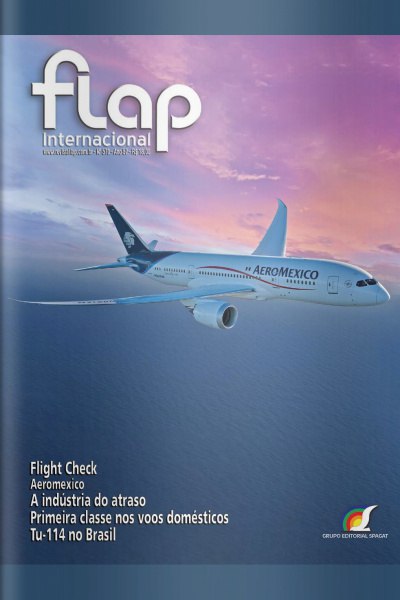 flap
Internacional
AEROMEXICO
Flight Check
Aeromexico
A indústria do atraso
Primeira classe nos voos domésticos
Tu-114 no Brasil
GRUPO EDITORIAL SPAGAT